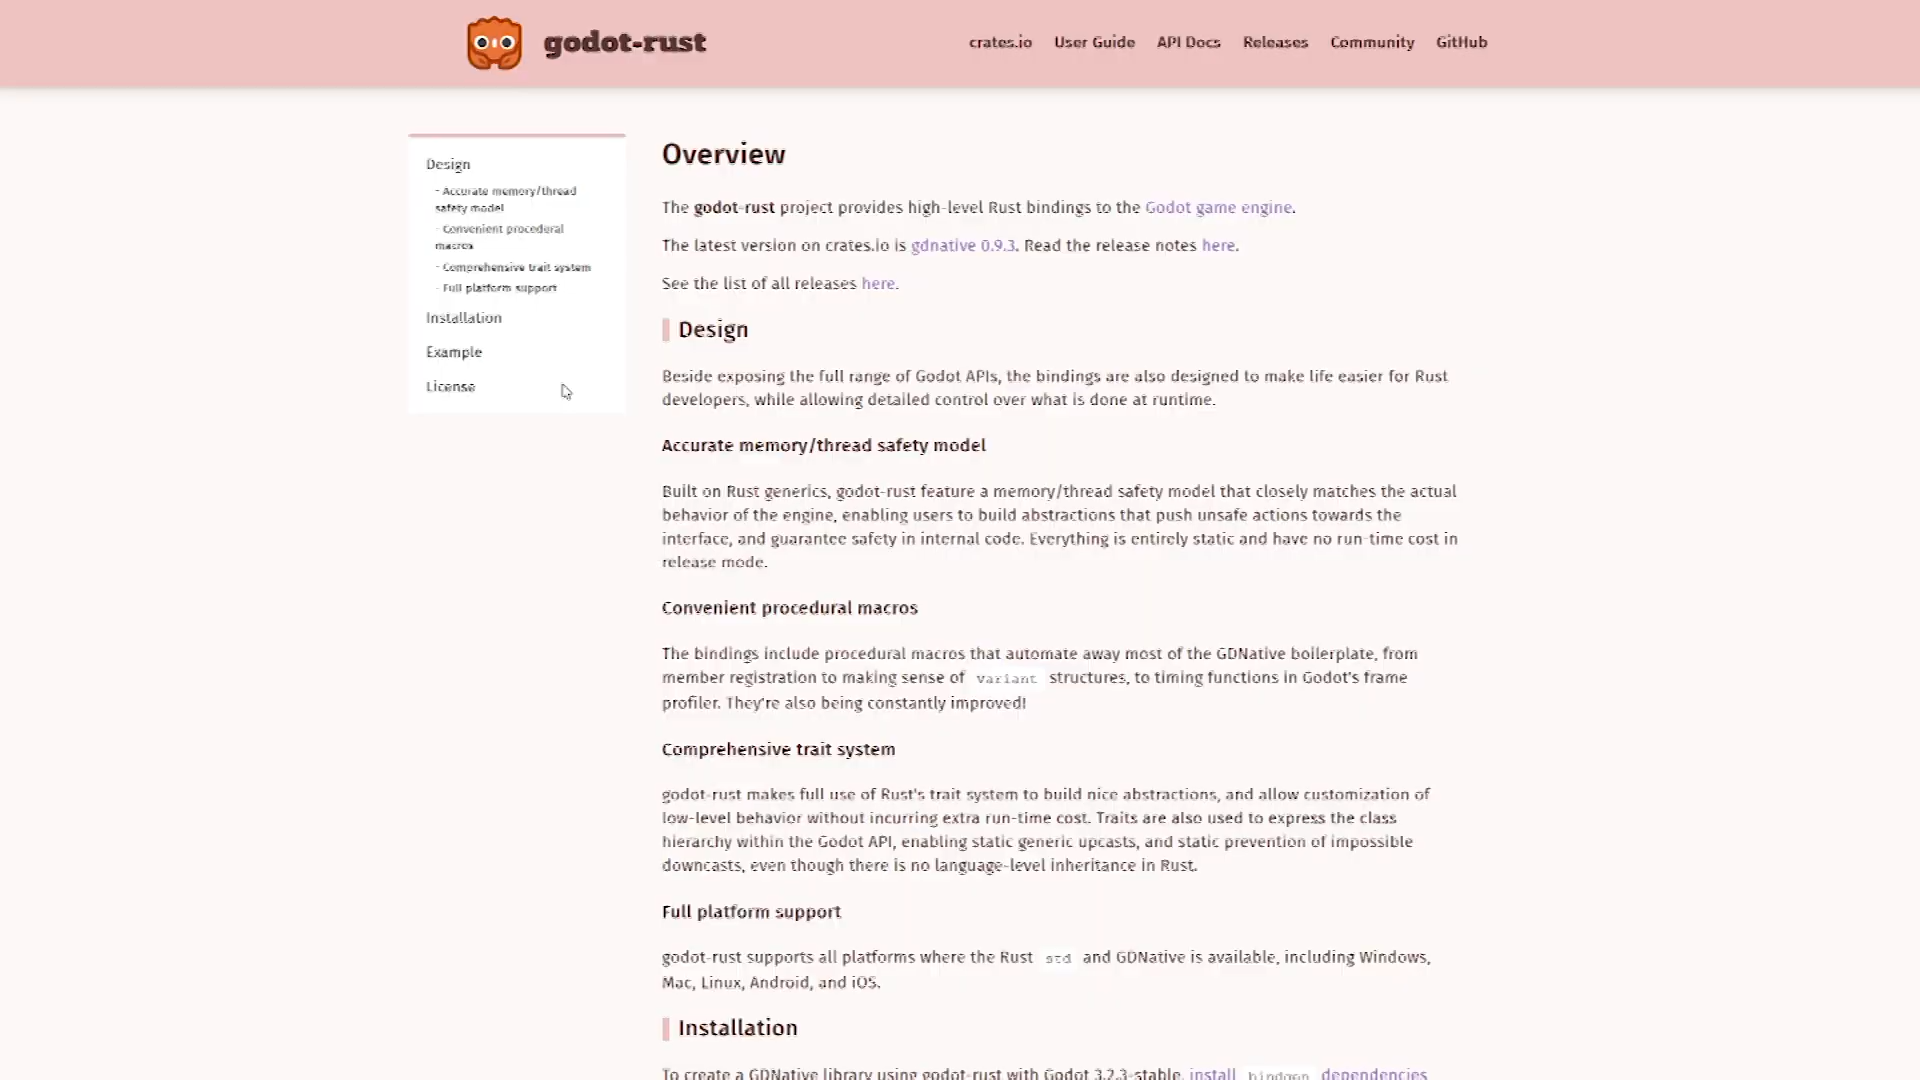 godot-rust
crates.io User Guide API Docs Releases Community GitHub
Design
- Accurate memory/thread
safety model
- Convenient procederal
macros
- Comprehensive trait system
- Full platform support
Installation
Example
License
Overview
The godot-rust project provides high-level Rust bindings to the Godot game engine.
The latest version on crates.io is gdnative 0.9.3. Read the release notes here.
See the list of all releases here.
Design
Beside exposing the full range of Godot APIs, the bindings are also designed to make life easier for Rust
developers, while allowing detailed control over what is done at runtime.
Accurate memory/thread safety model
Built on Rust generics, godot-rust feature a memory/thread safety model that closely matches the actual
behavior of the engine, enabling users to build abstractions that push unsafe actions towards the
interface, and guarantee safety in internal code. Everything is entirely static and have no run-time cost in
release mode.
Convenient procedural macros
The bindings include procedural macros that automate away most of the GDNative boilerplate, from
member registration to making sense of variant structures, to timing functions in Godot's frame
profiler. They're also being constantly improved!
Comprehensive trait system
godot-rust makes full use of Rust's trait system to build nice abstractions, and allow customization of
low-level behavior without incurring extra run-time cost. Traits are also used to express the class
hierarchy within the Godot API, enabling static generic upcasts, and static prevention of impossible
downcasts, even though there is no language-level inheritance in Rust.
Full platform support
godot-rust supports all platforms where the Rust std and GDNative is available, including Windows,
Mac, Linux, Android, and iOS.
Installation
To create a GDNative library using godot-rust with Godot 3.2.3-stable, install bindgen dependencies